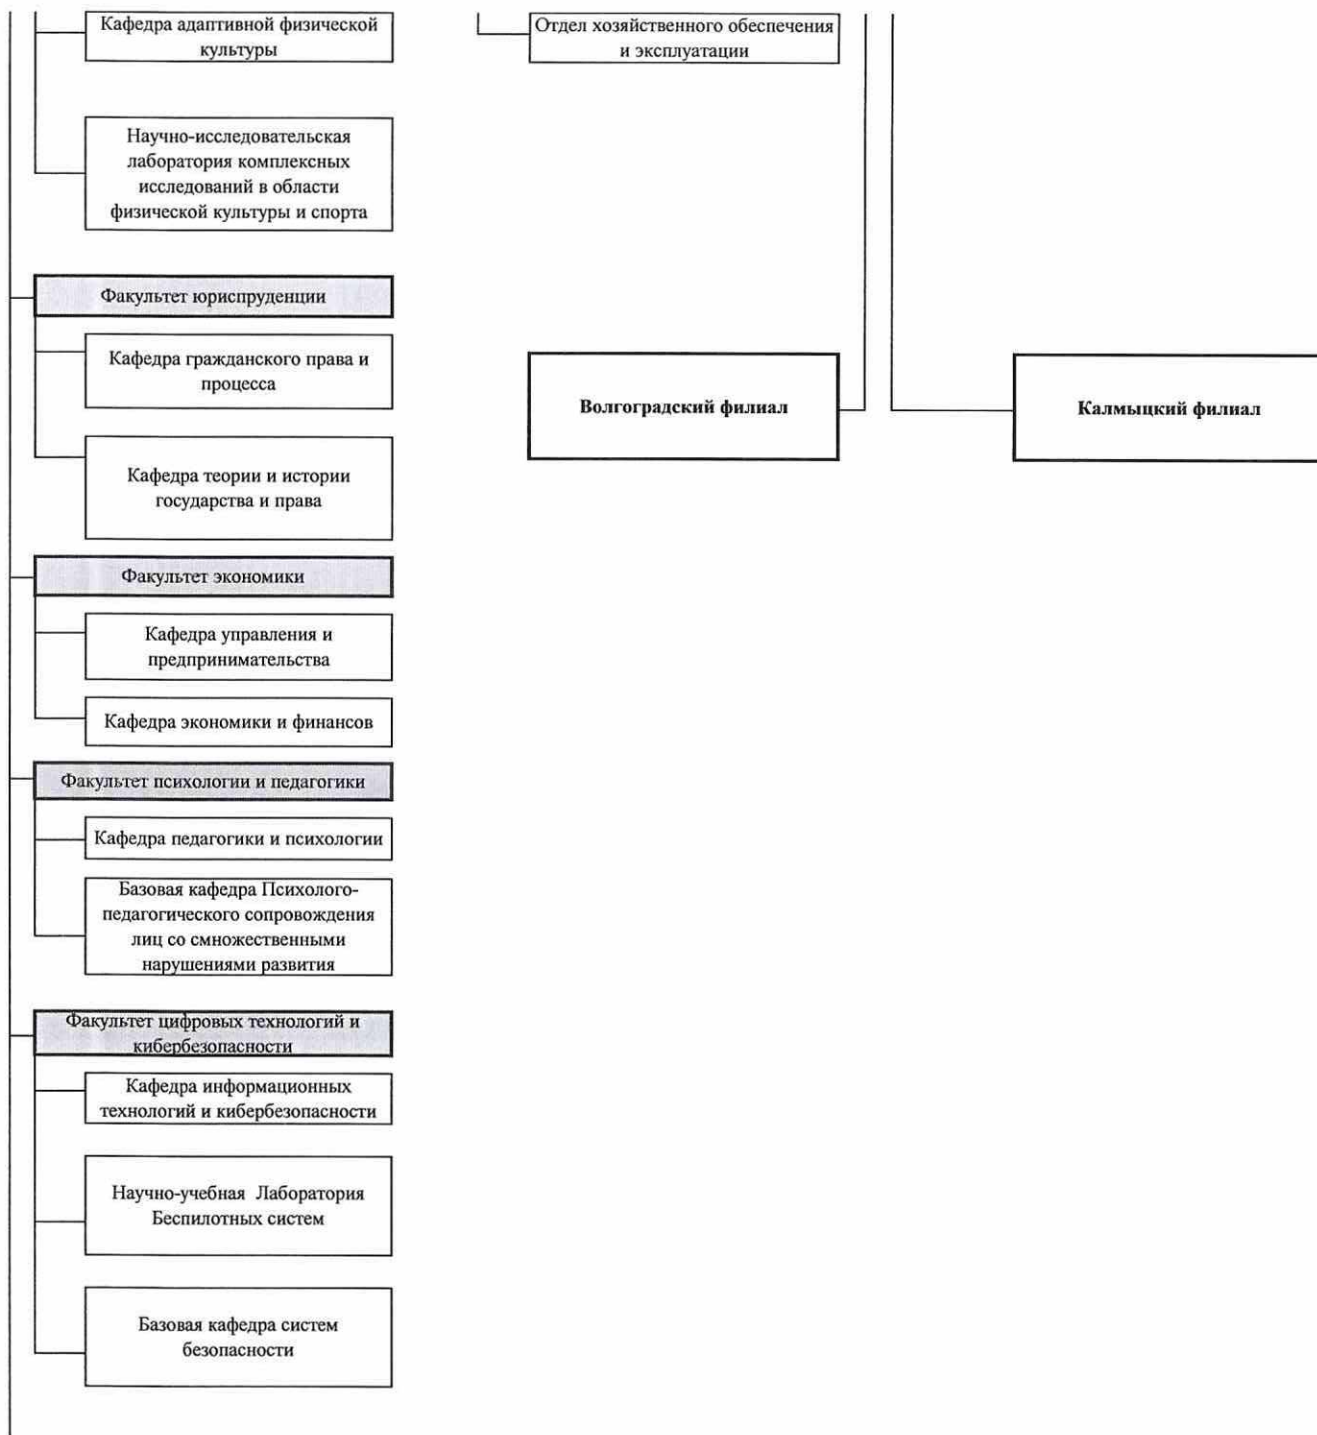 Кафедра адаптивной физической
культуры
Отдел хозяйственного обеспечения
и эксплуатации
Научно-исследовательская
лаборатория комплексных
исследований в области
физической культуры и спорта
Факультет юриспруденции
Кафедра гражданского права и
процесса
Волгоградский филиал
Калмыцкий филиал
Кафедра теории и истории
государства и права
Факультет экономики
Кафедра управления и
предпринимательства
Кафедра экономики и финансов
Факультет психологии и педагогики
Кафедра педагогики и психологии
Базовая кафедра Психолого-
педагогического сопровождения
лиц со смножественными
нарушениями развития
Факультет цифровых технологий и
кибербезопасности
Кафедра информационных
технологий и кибербезопасности
Научно-учебная Лаборатория
Беспилотных систем
Базовая кафедра систем
безопасности